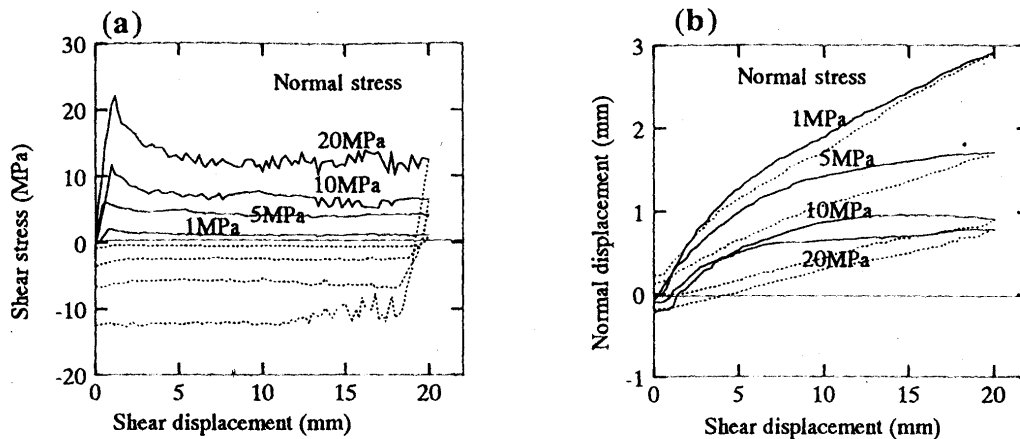 (a)
30
20
10
0
-10
-20
Shear stress (MPa)
Normal stress
20MPa
10MPa
5MPa
1MPa
0
5
10
15
20
Shear displacement (mm)
(b)
3
2
1
0
-1
Normal displacement (mm)
Normal stress
1MPa
5MPa
10MPa
20MPa
0
5
10
15
20
Shear displacement (mm)